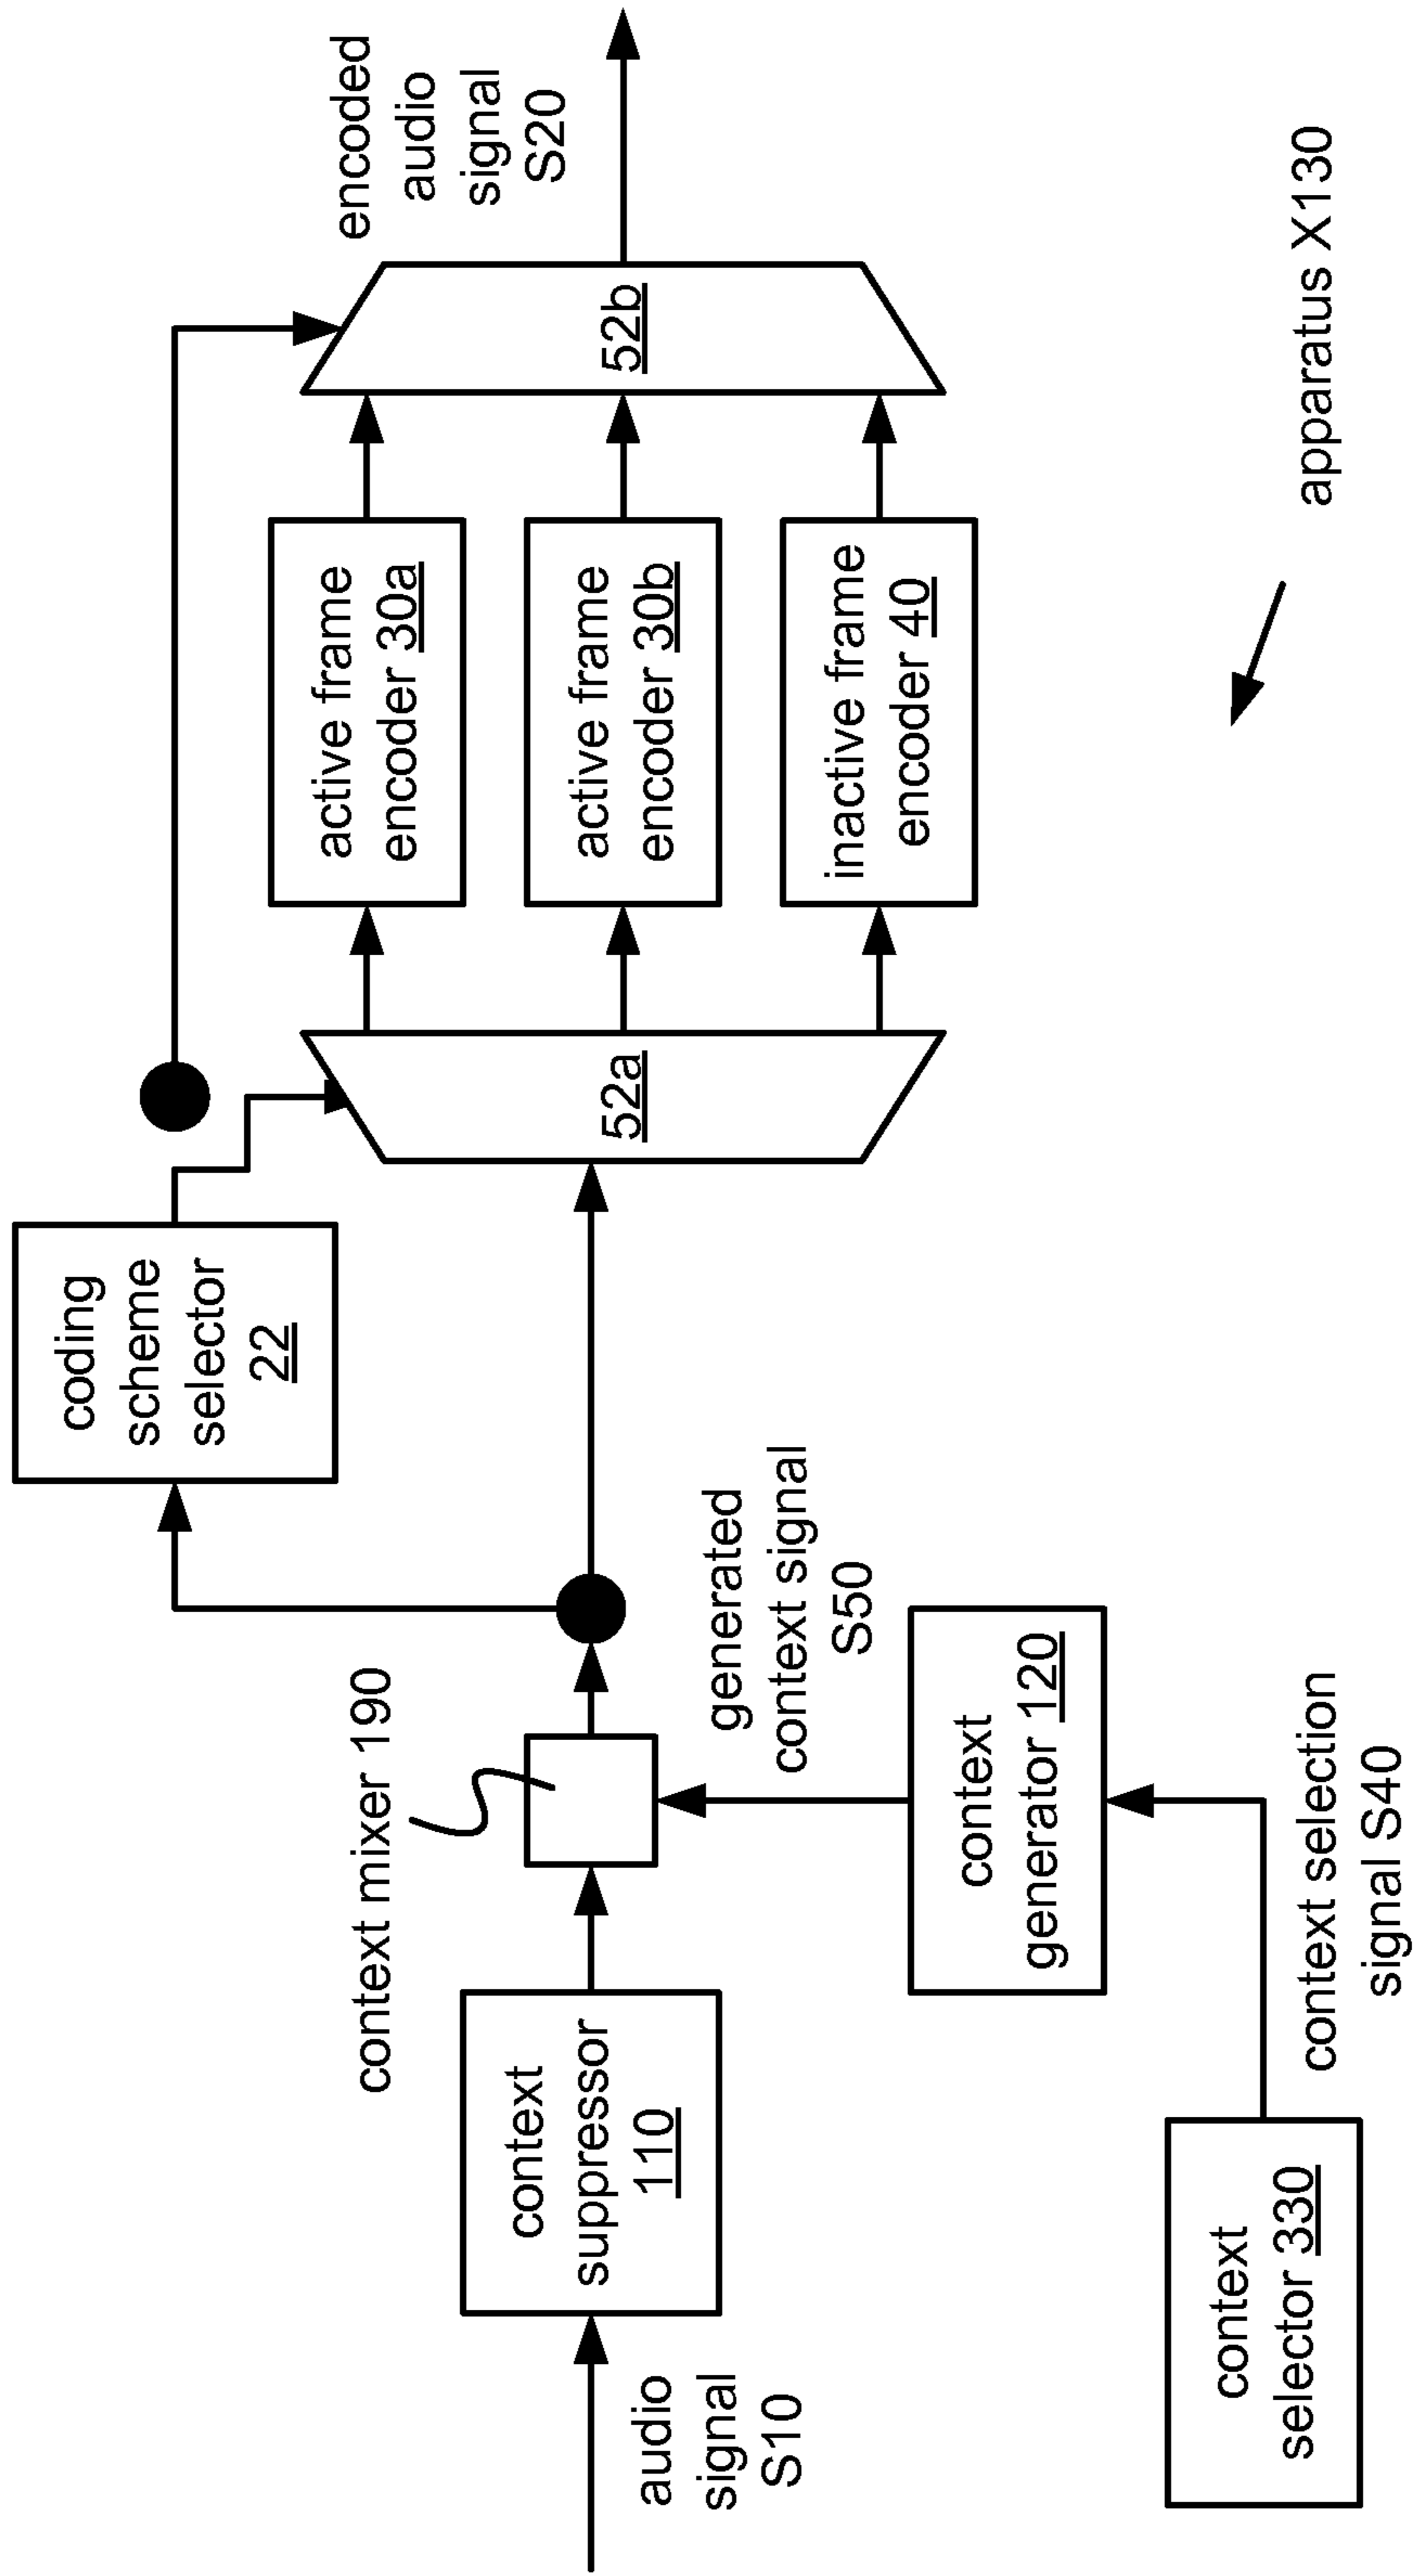 audio
signal
S10
context
suppressor
110
context mixer 190
context
selector 330
context selection
signal S40
context
generator 120
generated
context signal
S50
coding
scheme
selector
22
52a
active frame
encoder 30a
active frame
encoder 30b
inactive frame
encoder 40
52b
encoded
audio
signal
S20
apparatus X130